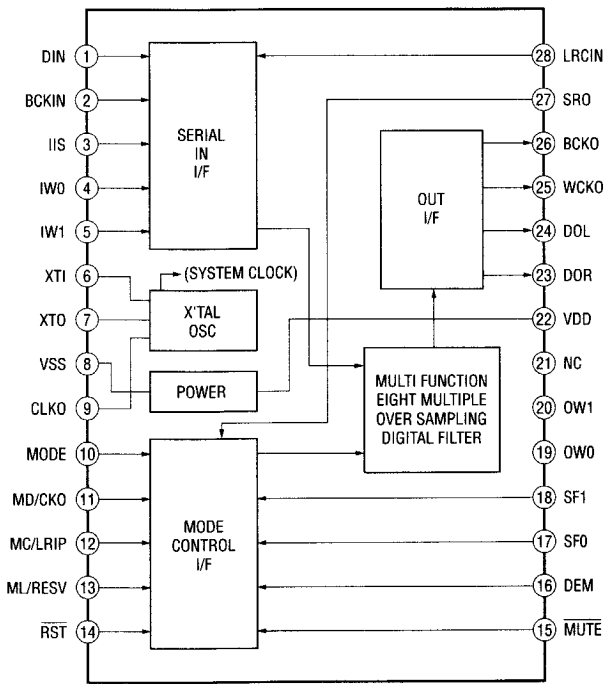 DIN 1
BCKIN 2
IIS 3
IW0 4
IW1 5
XTI 6
XTO 7
VSS 8
CLKO 9
MODE 10
MD/CKO 11
MC/LRIP 12
ML/RESV 13
RST 14
SERIAL
IN
I/F
(SYSTEM CLOCK)
X'TAL
OSC
POWER
MODE
CONTROL
I/F
OUT
I/F
MULTI FUNCTION
EIGHT MULTIPLE
OVER SAMPLING
DIGITAL FILTER
28 LRCIN
27 SRO
26 BCKO
25 WCKO
24 DOL
23 DOR
22 VDD
21 NC
20 OW1
19 OW0
18 SF1
17 SF0
16 DEM
15 MUTE